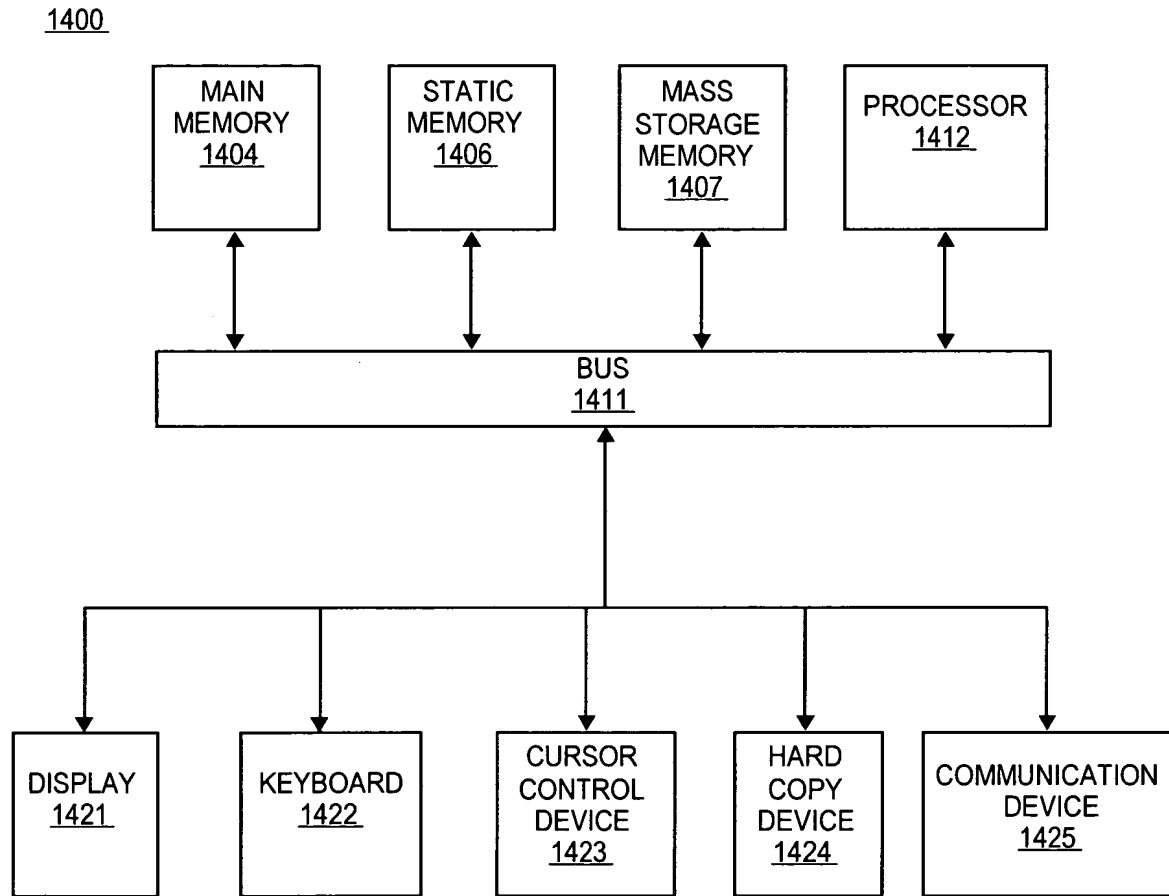 1400
MAIN
MEMORY
1404
STATIC
MEMORY
1406
MASS
STORAGE
MEMORY
1407
PROCESSOR
1412
BUS
1411
DISPLAY
1421
KEYBOARD
1422
CURSOR
CONTROL
DEVICE
1423
HARD
COPY
DEVICE
1424
COMMUNICATION
DEVICE
1425